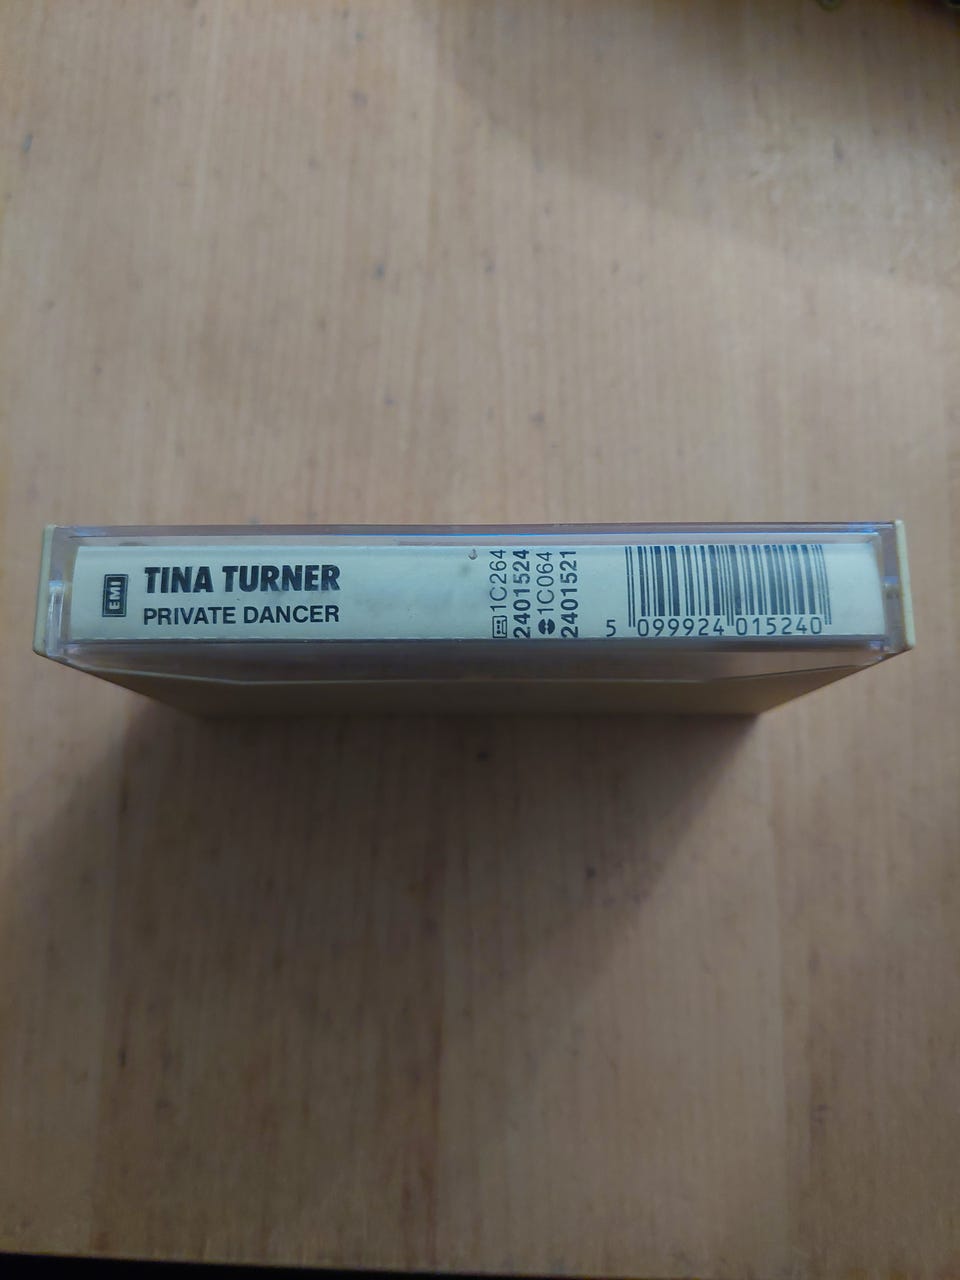 EMI
TINA TURNER
PRIVATE DANCER
1C264
2401524
1C064
2401521
5 099924 015240